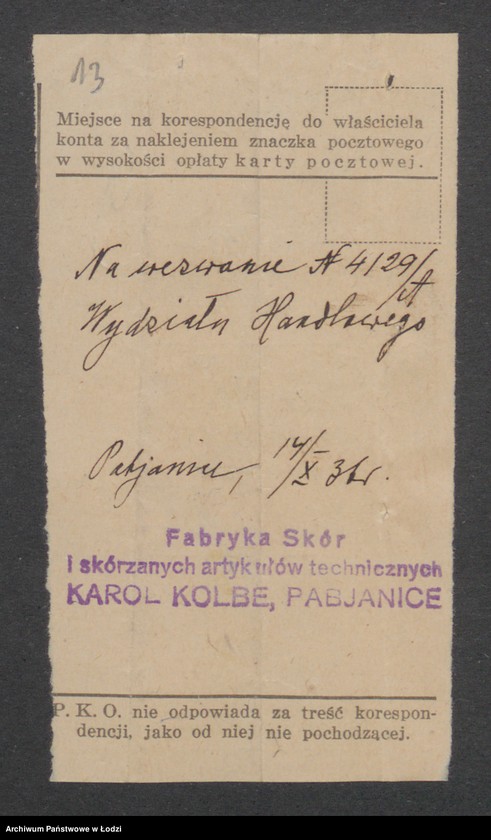 13
Miejsce na korespondencję do właściciela
konta za naklejeniem znaczka pocztowego
w wysokości opłaty karty pocztowej.
Na wezwanie № 4129/A
Wydziału Handlowego
Pabjanice, 14/X 36r.
Fabryka Skór
i skórzanych artykułów technicznych
KAROL KOLBE, PABJANICE
P. K. O. nie odpowiada za treść korespon-
dencji, jako od niej nie pochodzącej.
Archiwum Państwowe w Łodzi